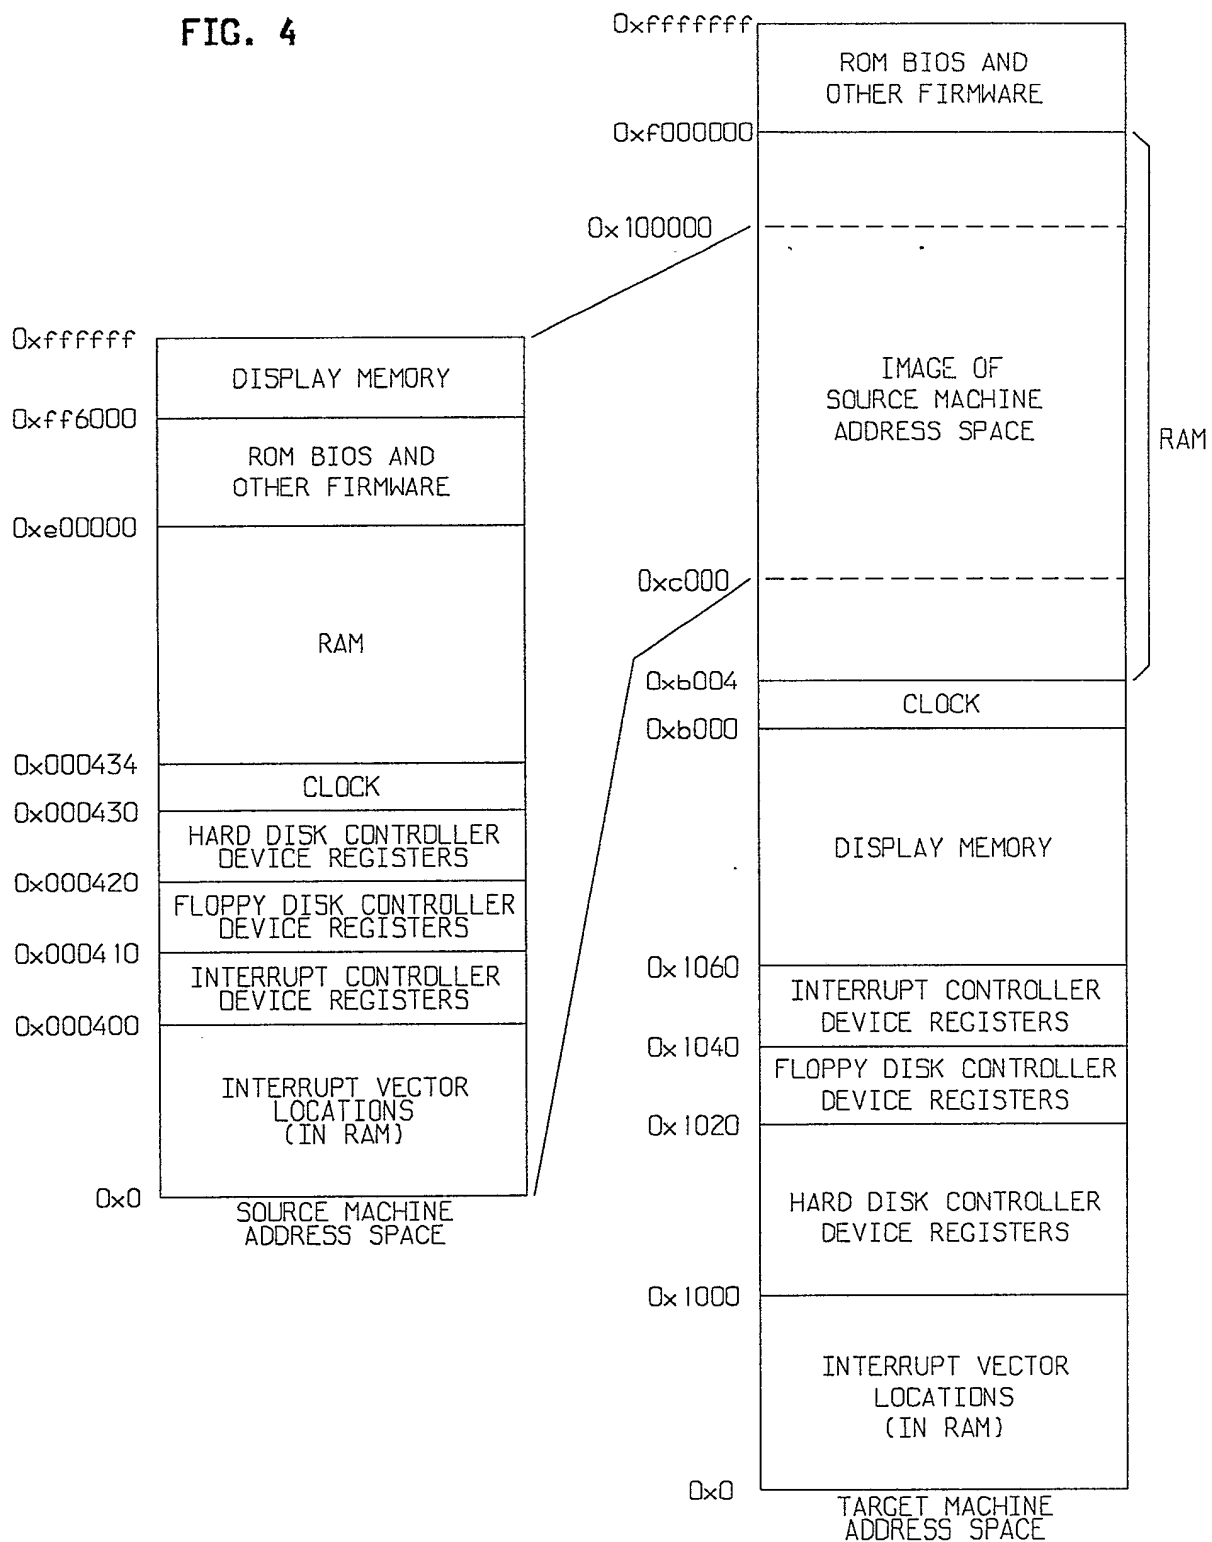 FIG. 4
0xffffff
DISPLAY MEMORY
0xff6000
ROM BIOS AND
OTHER FIRMWARE
0xe00000
RAM
0x000434
CLOCK
0x000430
HARD DISK CONTROLLER
DEVICE REGISTERS
0x000420
FLOPPY DISK CONTROLLER
DEVICE REGISTERS
0x000410
INTERRUPT CONTROLLER
DEVICE REGISTERS
0x000400
INTERRUPT VECTOR
LOCATIONS
(IN RAM)
0x0
SOURCE MACHINE
ADDRESS SPACE
0xfffffff
ROM BIOS AND
OTHER FIRMWARE
0xf000000
0x100000
IMAGE OF
SOURCE MACHINE
ADDRESS SPACE
RAM
0xc000
0xb004
CLOCK
0xb000
DISPLAY MEMORY
0x1060
INTERRUPT CONTROLLER
DEVICE REGISTERS
0x1040
FLOPPY DISK CONTROLLER
DEVICE REGISTERS
0x1020
HARD DISK CONTROLLER
DEVICE REGISTERS
0x1000
INTERRUPT VECTOR
LOCATIONS
(IN RAM)
0x0
TARGET MACHINE
ADDRESS SPACE